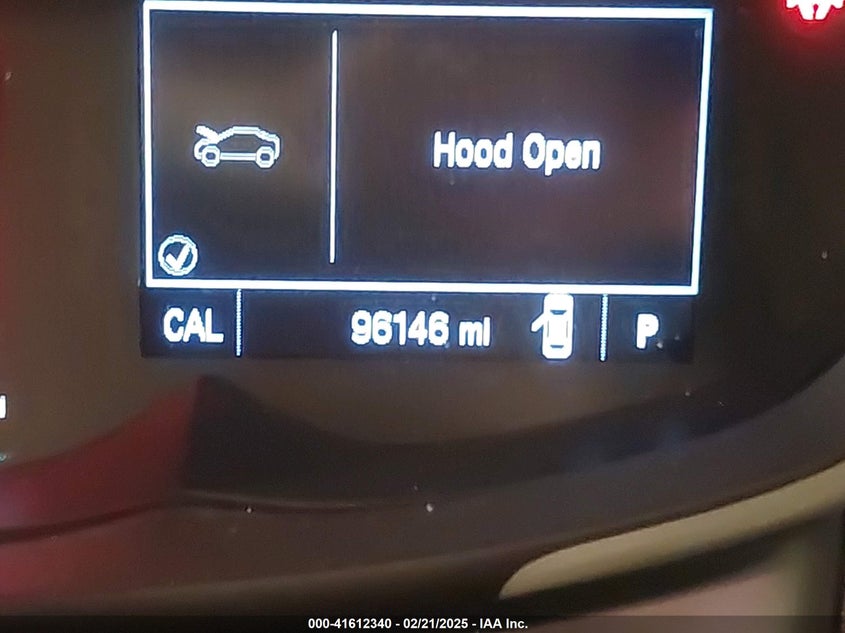 Hood Open
CAL 96146 mi P
000-41612340 - 02/21/2025 - IAA Inc.